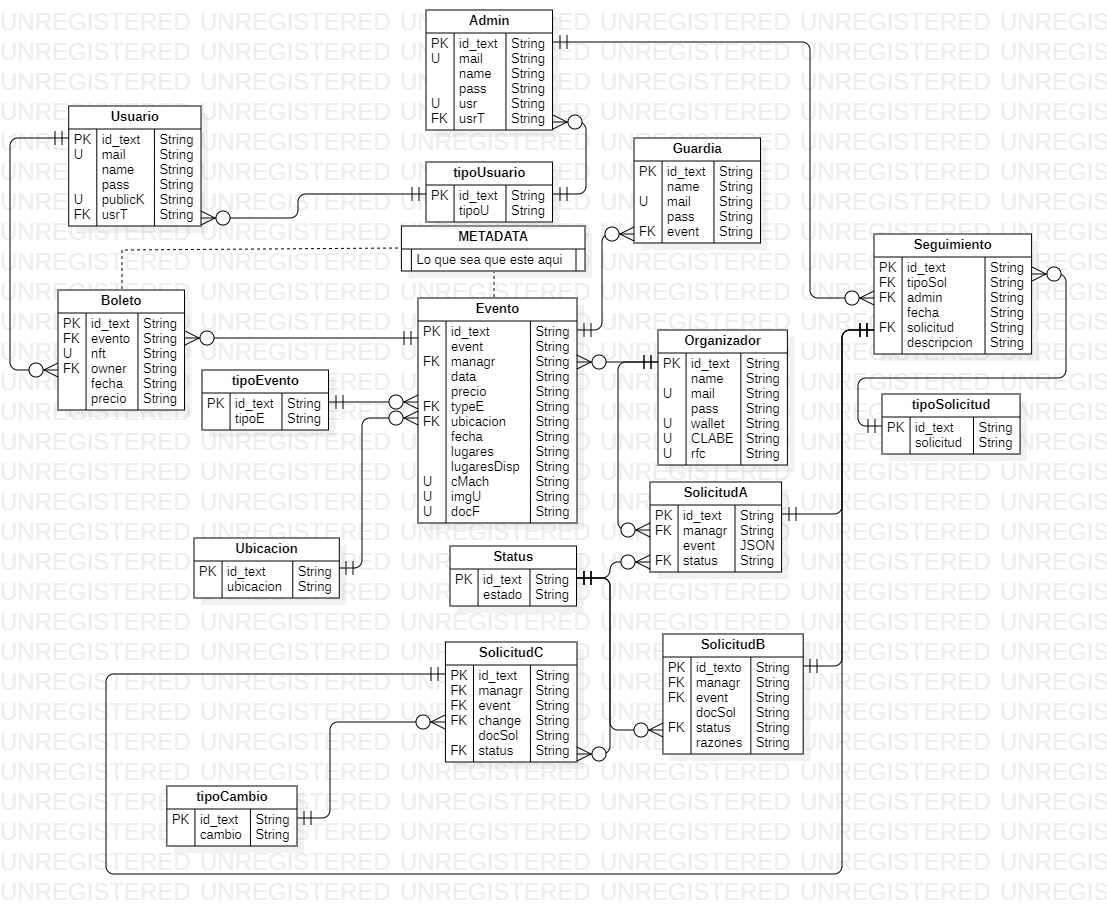 Admin
PK id_text String
U mail String
name String
pass String
U usr String
FK usrT String
Usuario
PK id_text String
U mail String
name String
pass String
U publicK String
FK usrT String
tipoUsuario
PK id_text String
tipoU String
Guardia
PK id_text String
name String
U mail String
pass String
FK event String
METADATA
Lo que sea que este aqui
Seguimiento
PK id_text String
FK tipoSol String
FK admin String
fecha String
FK solicitud String
descripcion String
Boleto
PK id_text String
FK evento String
U nft String
FK owner String
fecha String
precio String
Evento
PK id_text String
event String
FK managr String
data String
precio String
FK typeE String
FK ubicacion String
fecha String
lugares String
lugaresDisp String
U cMach String
U imgU String
U docF String
Organizador
PK id_text String
name String
U mail String
pass String
U wallet String
U CLABE String
U rfc String
tipoEvento
PK id_text String
tipoE String
tipoSolicitud
PK id_text String
solicitud String
SolicitudA
PK id_text String
FK managr String
event JSON
FK status String
Ubicacion
PK id_text String
ubicacion String
Status
PK id_text String
estado String
SolicitudC
PK id_text String
FK managr String
FK event String
FK change String
docSol String
FK status String
SolicitudB
PK id_texto String
FK managr String
FK event String
docSol String
FK status String
razones String
tipoCambio
PK id_text String
cambio String
UNREGISTERED